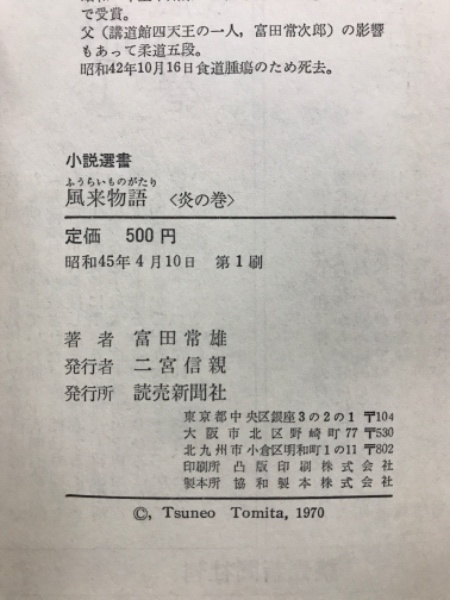 で受賞。
父（講道館四天王の一人，富田常次郎）の影響
もあって柔道五段。
昭和42年10月16日食道腫瘍のため死去。
小説選書
ふうらいものがたり
風来物語〈炎の巻〉
定価 500円
昭和45年4月10日 第1刷
著者 富田常雄
発行者 二宮信親
発行所 読売新聞社
東京都中央区銀座3の2の1 〒104
大阪市北区野崎町77 〒530
北九州市小倉区明和町1の11 〒802
印刷所 凸版印刷株式会社
製本所 協和製本株式会社
©, Tsuneo Tomita, 1970